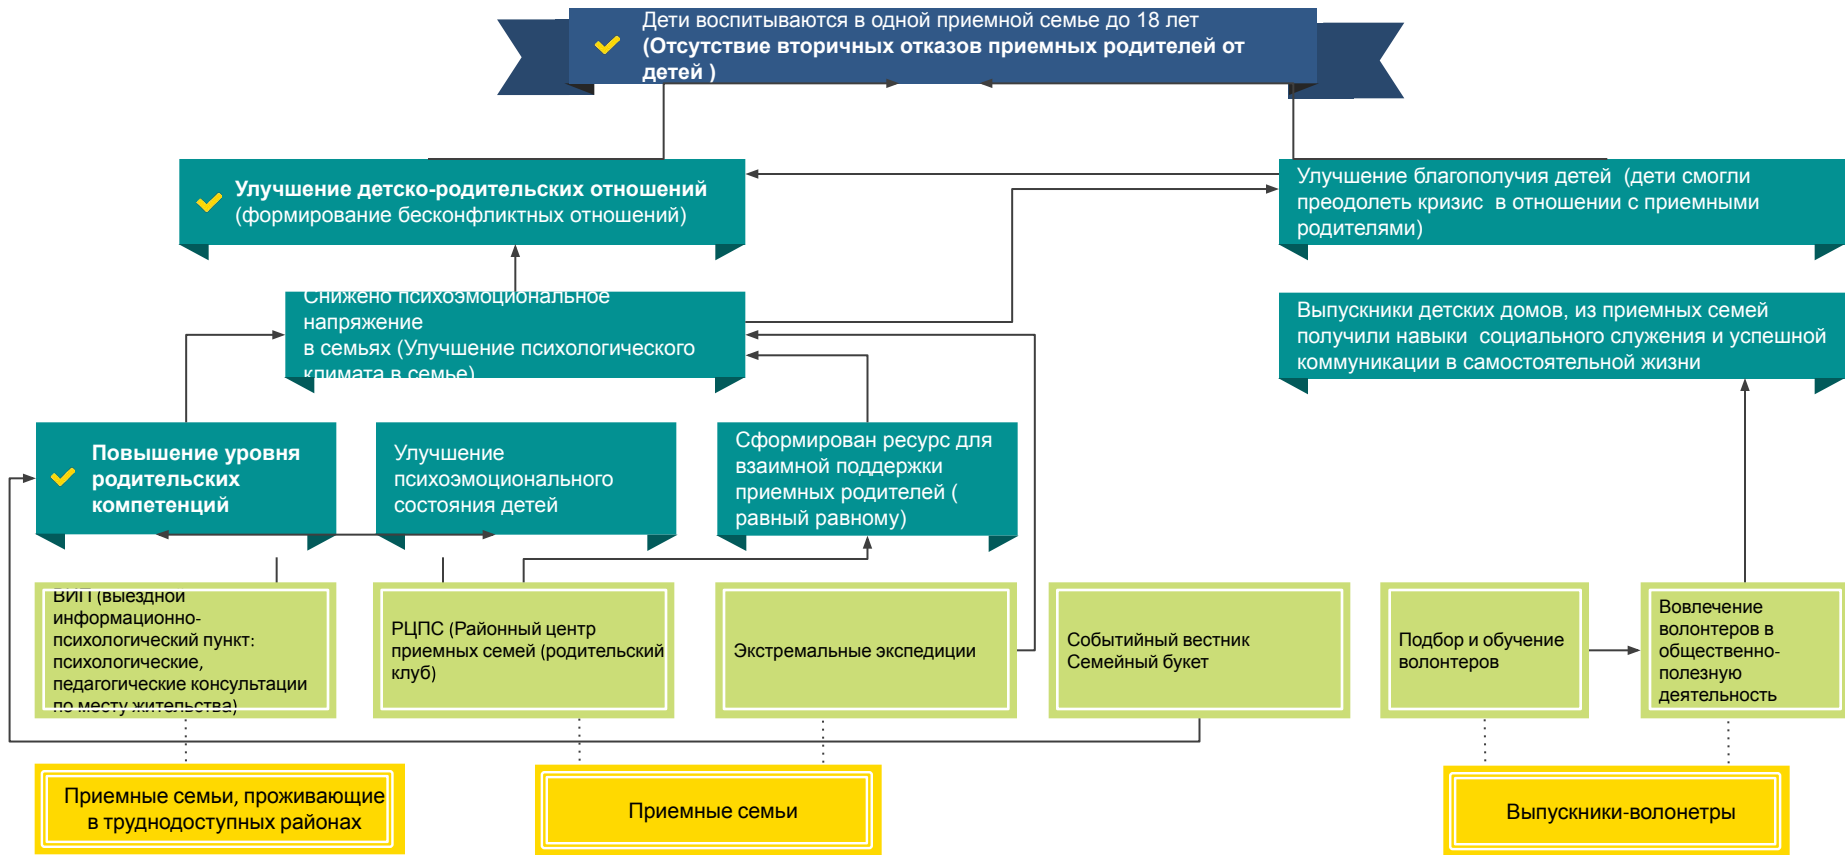 Дети воспитываются в одной приемной семье до 18 лет
(Отсутствие вторичных отказов приемных родителей от
детей )
Улучшение детско-родительских отношений
(формирование бесконфликтных отношений)
Улучшение благополучия детей (дети смогли
преодолеть кризис в отношении с приемными
родителями)
Снижено психоэмоциональное
напряжение
в семьях (Улучшение психологического
климата в семье)
Выпускники детских домов, из приемных семей
получили навыки социального служения и успешной
коммуникации в самостоятельной жизни
Повышение уровня
родительских
компетенций
Улучшение
психоэмоционального
состояния детей
Сформирован ресурс для
взаимной поддержки
приемных родителей (
равный равному)
ВИП (выездной
информационно-
психологический пункт:
психологические,
педагогические консультации
по месту жительства)
РЦПС (Районный центр
приемных семей (родительский
клуб)
Экстремальные экспедиции
Событийный вестник
Семейный букет
Подбор и обучение
волонтеров
Вовлечение
волонтеров в
общественно-
полезную
деятельность
Приемные семьи, проживающие
в труднодоступных районах
Приемные семьи
Выпускники-волонетры